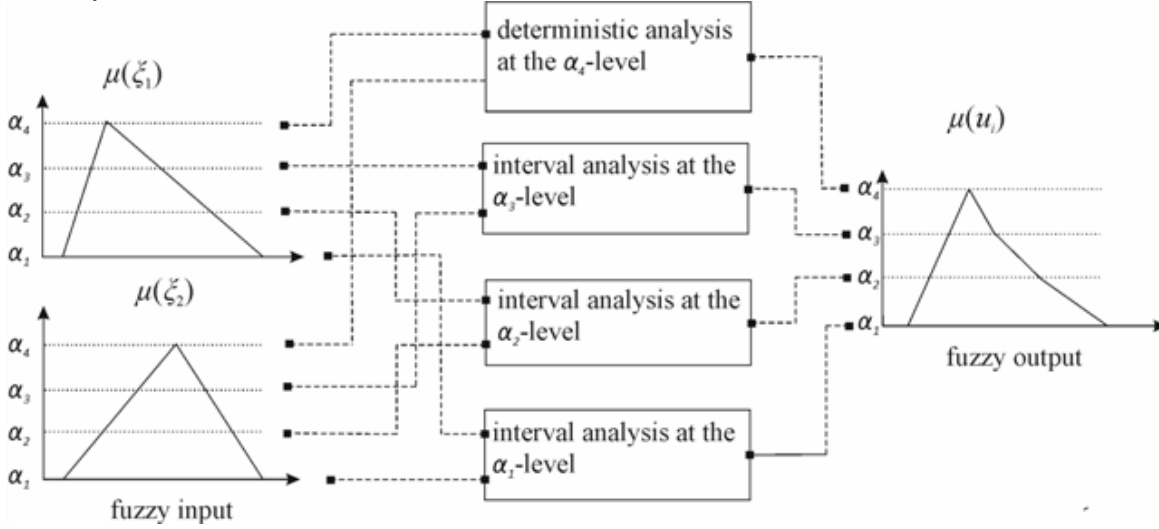 deterministic analysis
at the α₄-level
μ(ξ₁)
α₄
α₃
α₂
α₁
interval analysis at the
α₃-level
μ(uᵢ)
α₄
α₃
α₂
α₁
fuzzy output
μ(ξ₂)
α₄
α₃
α₂
α₁
fuzzy input
interval analysis at the
α₂-level
interval analysis at the
α₁-level